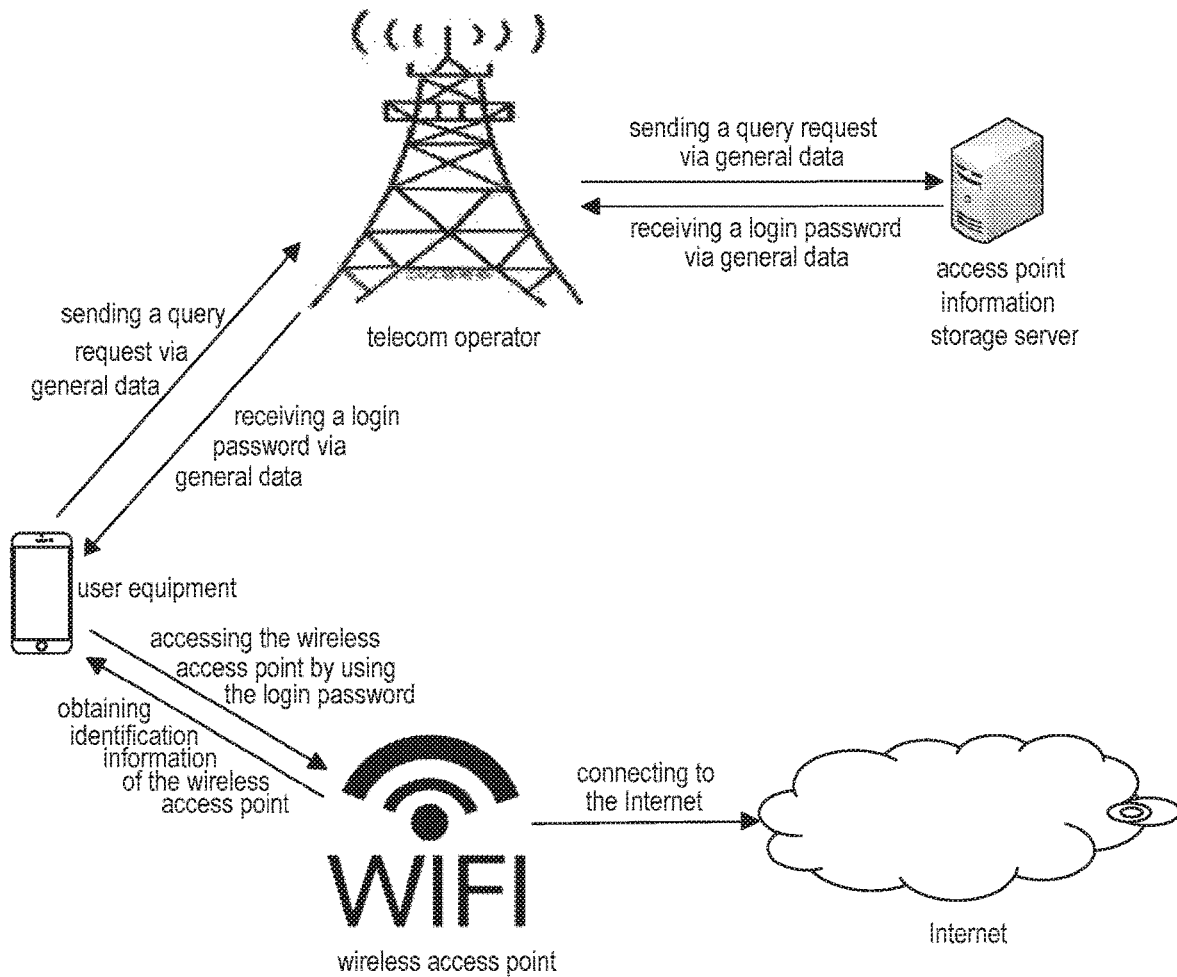 sending a query request
via general data
receiving a login password
via general data
access point
information
storage server
telecom operator
sending a query
request via
general data
receiving a login
password via
general data
user equipment
accessing the wireless
access point by using
the login password
obtaining
identification
information
of the wireless
access point
connecting to
the Internet
WIFI
wireless access point
Internet